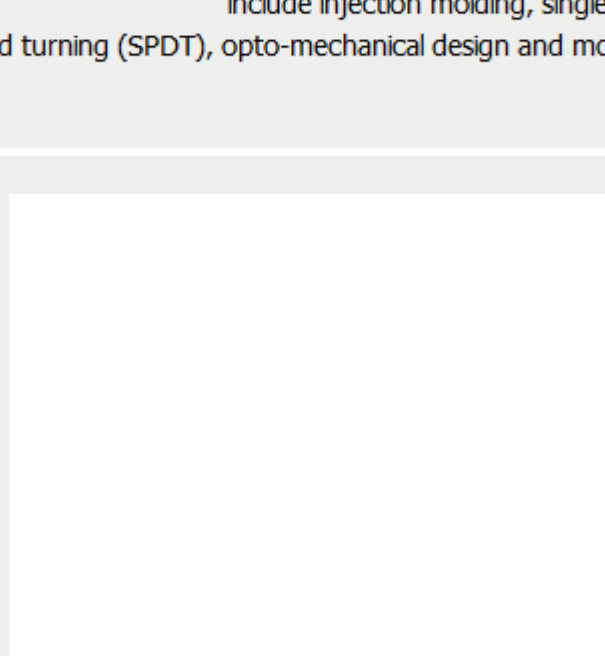 include injection molding, single
d turning (SPDT), opto-mechanical design and mo